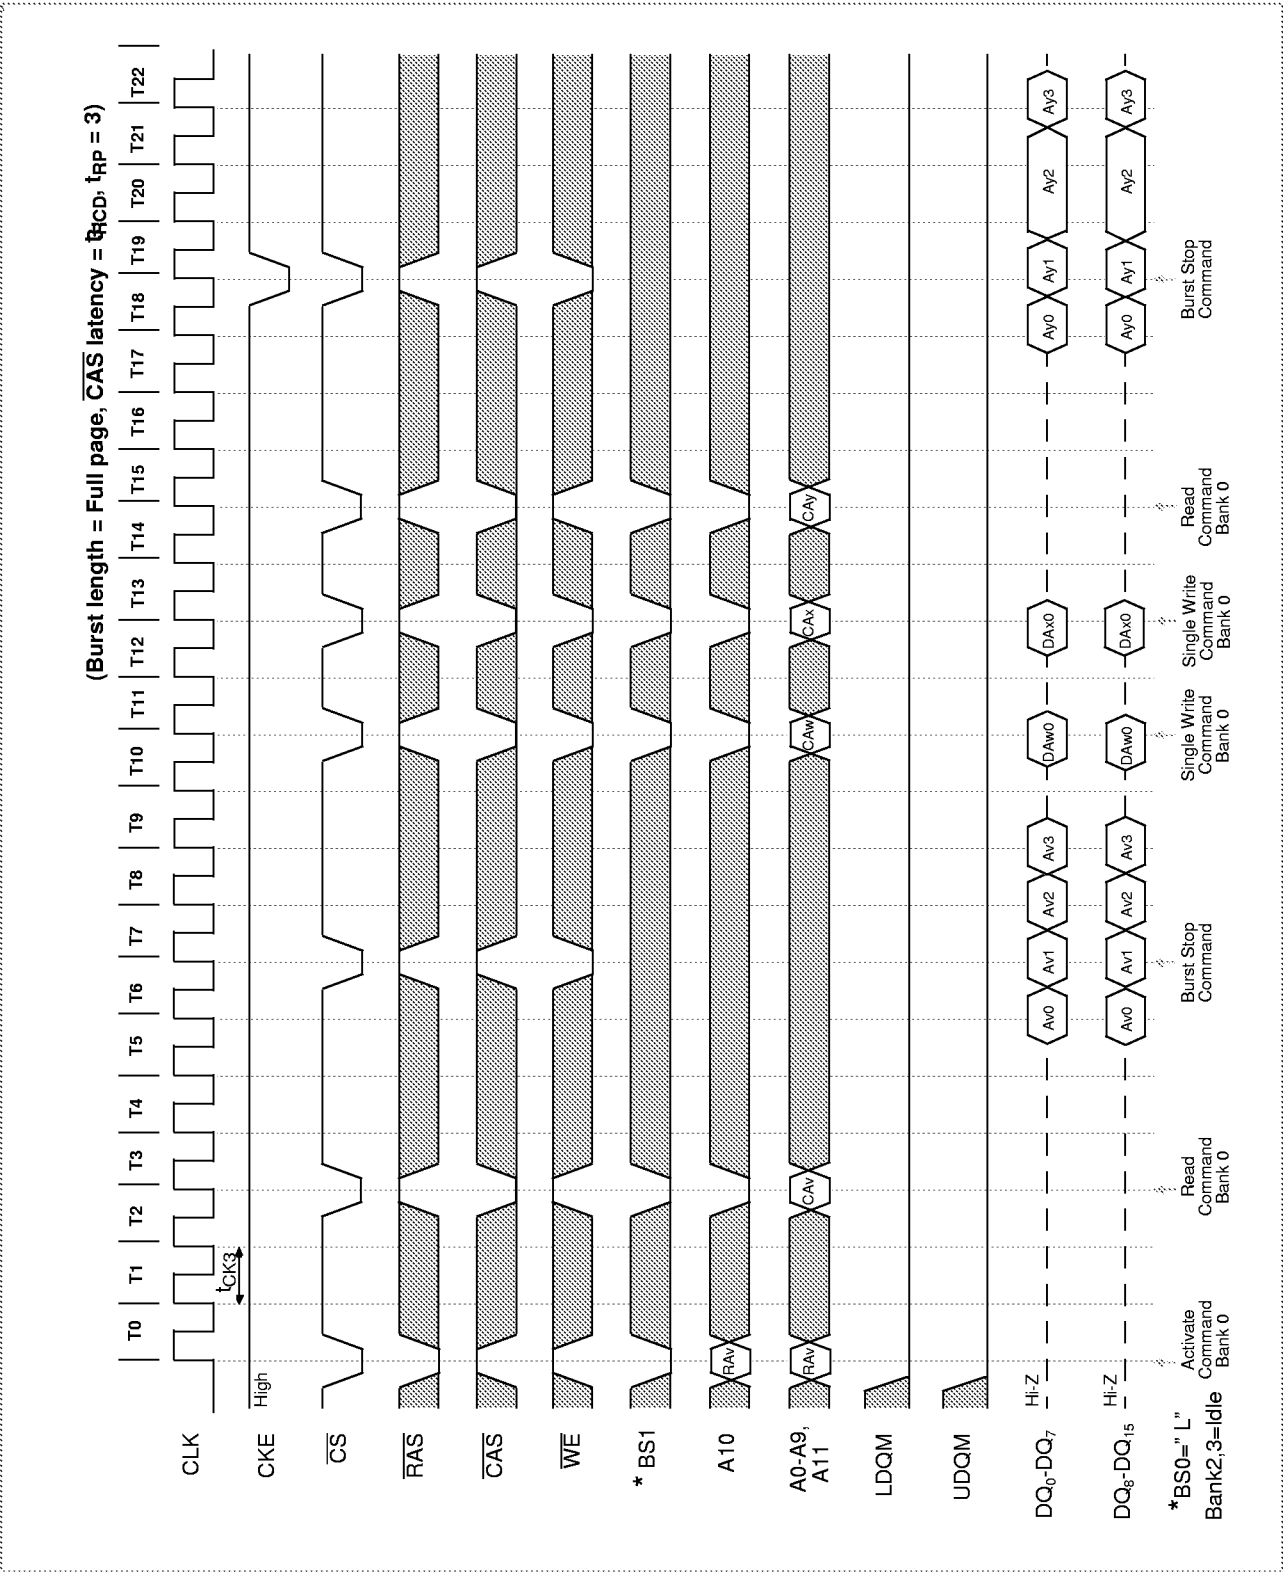 (Burst length = Full page, CAS latency = tRCD, tRP = 3)
T0 T1 T2 T3 T4 T5 T6 T7 T8 T9 T10 T11 T12 T13 T14 T15 T16 T17 T18 T19 T20 T21 T22
CLK
tCK3
CKE
High
CS
RAS
CAS
WE
* BS1
A10
RAv
A0-A9,
A11
RAv CAv CAw CAx CAy
LDQM
UDQM
DQ0-DQ7
Hi-Z Av0 Av1 Av2 Av3 DAw0 DAx0 Ay0 Ay1 Ay2 Ay3
DQ8-DQ15
Hi-Z Av0 Av1 Av2 Av3 DAw0 DAx0 Ay0 Ay1 Ay2 Ay3
*BS0=" L"
Bank2,3=Idle
Activate
Command
Bank 0
Read
Command
Bank 0
Burst Stop
Command
Single Write
Command
Bank 0
Single Write
Command
Bank 0
Read
Command
Bank 0
Burst Stop
Command